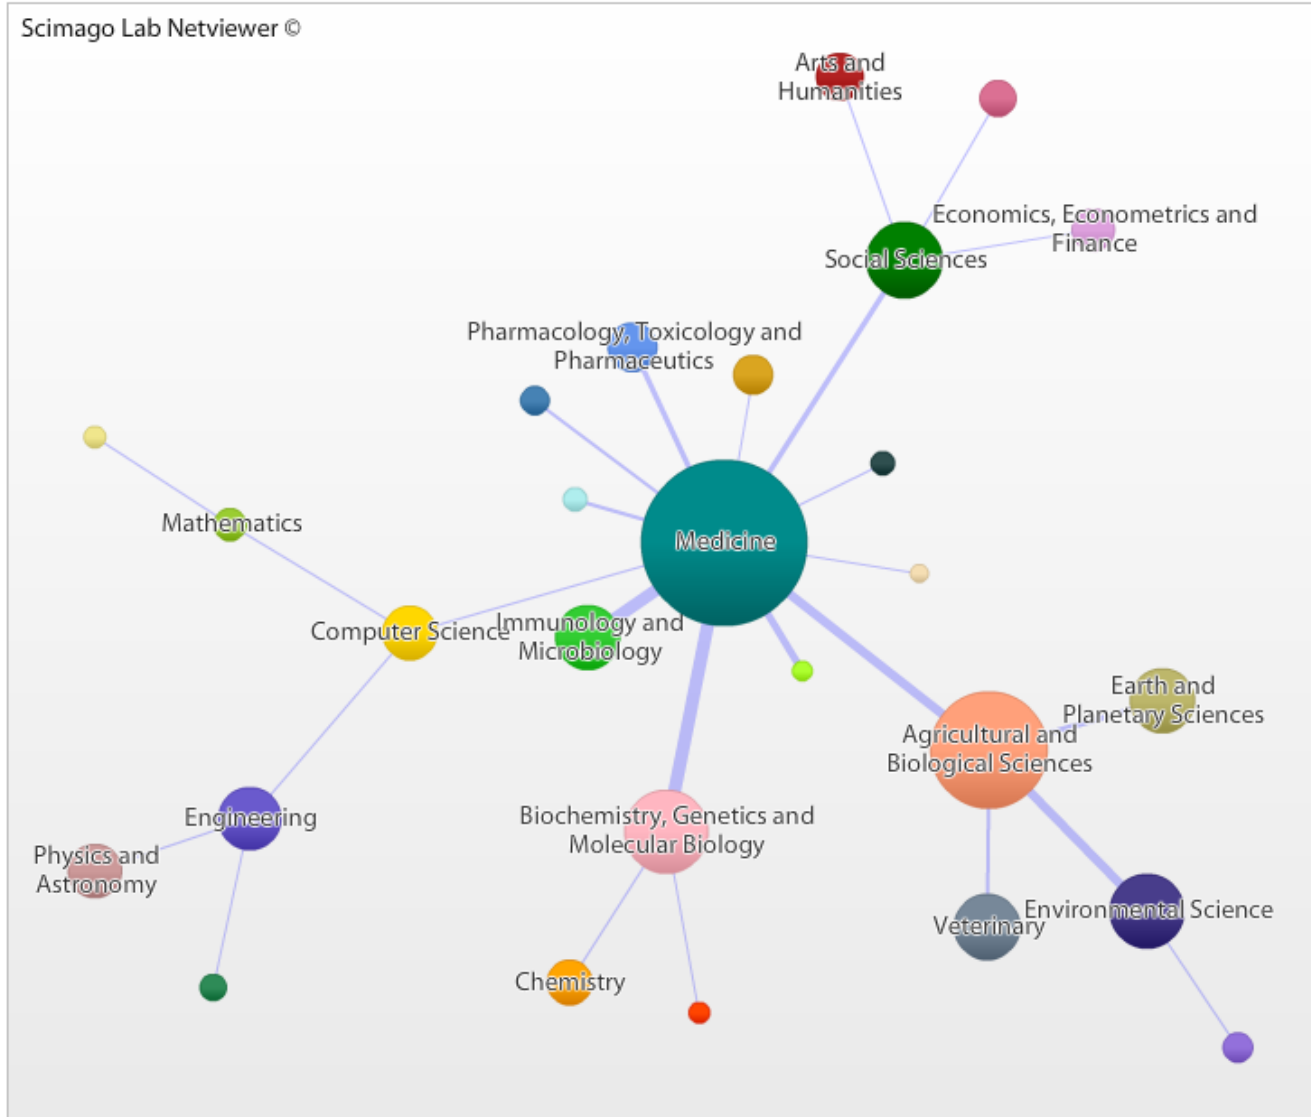 Scimago Lab Netviewer ©
Arts and
Humanities
Economics, Econometrics and
Finance
Social Sciences
Pharmacology, Toxicology and
Pharmaceutics
Mathematics
Medicine
Computer Science
Immunology and
Microbiology
Earth and
Planetary Sciences
Agricultural and
Biological Sciences
Engineering
Biochemistry, Genetics and
Molecular Biology
Physics and
Astronomy
Environmental Science
Veterinary
Chemistry